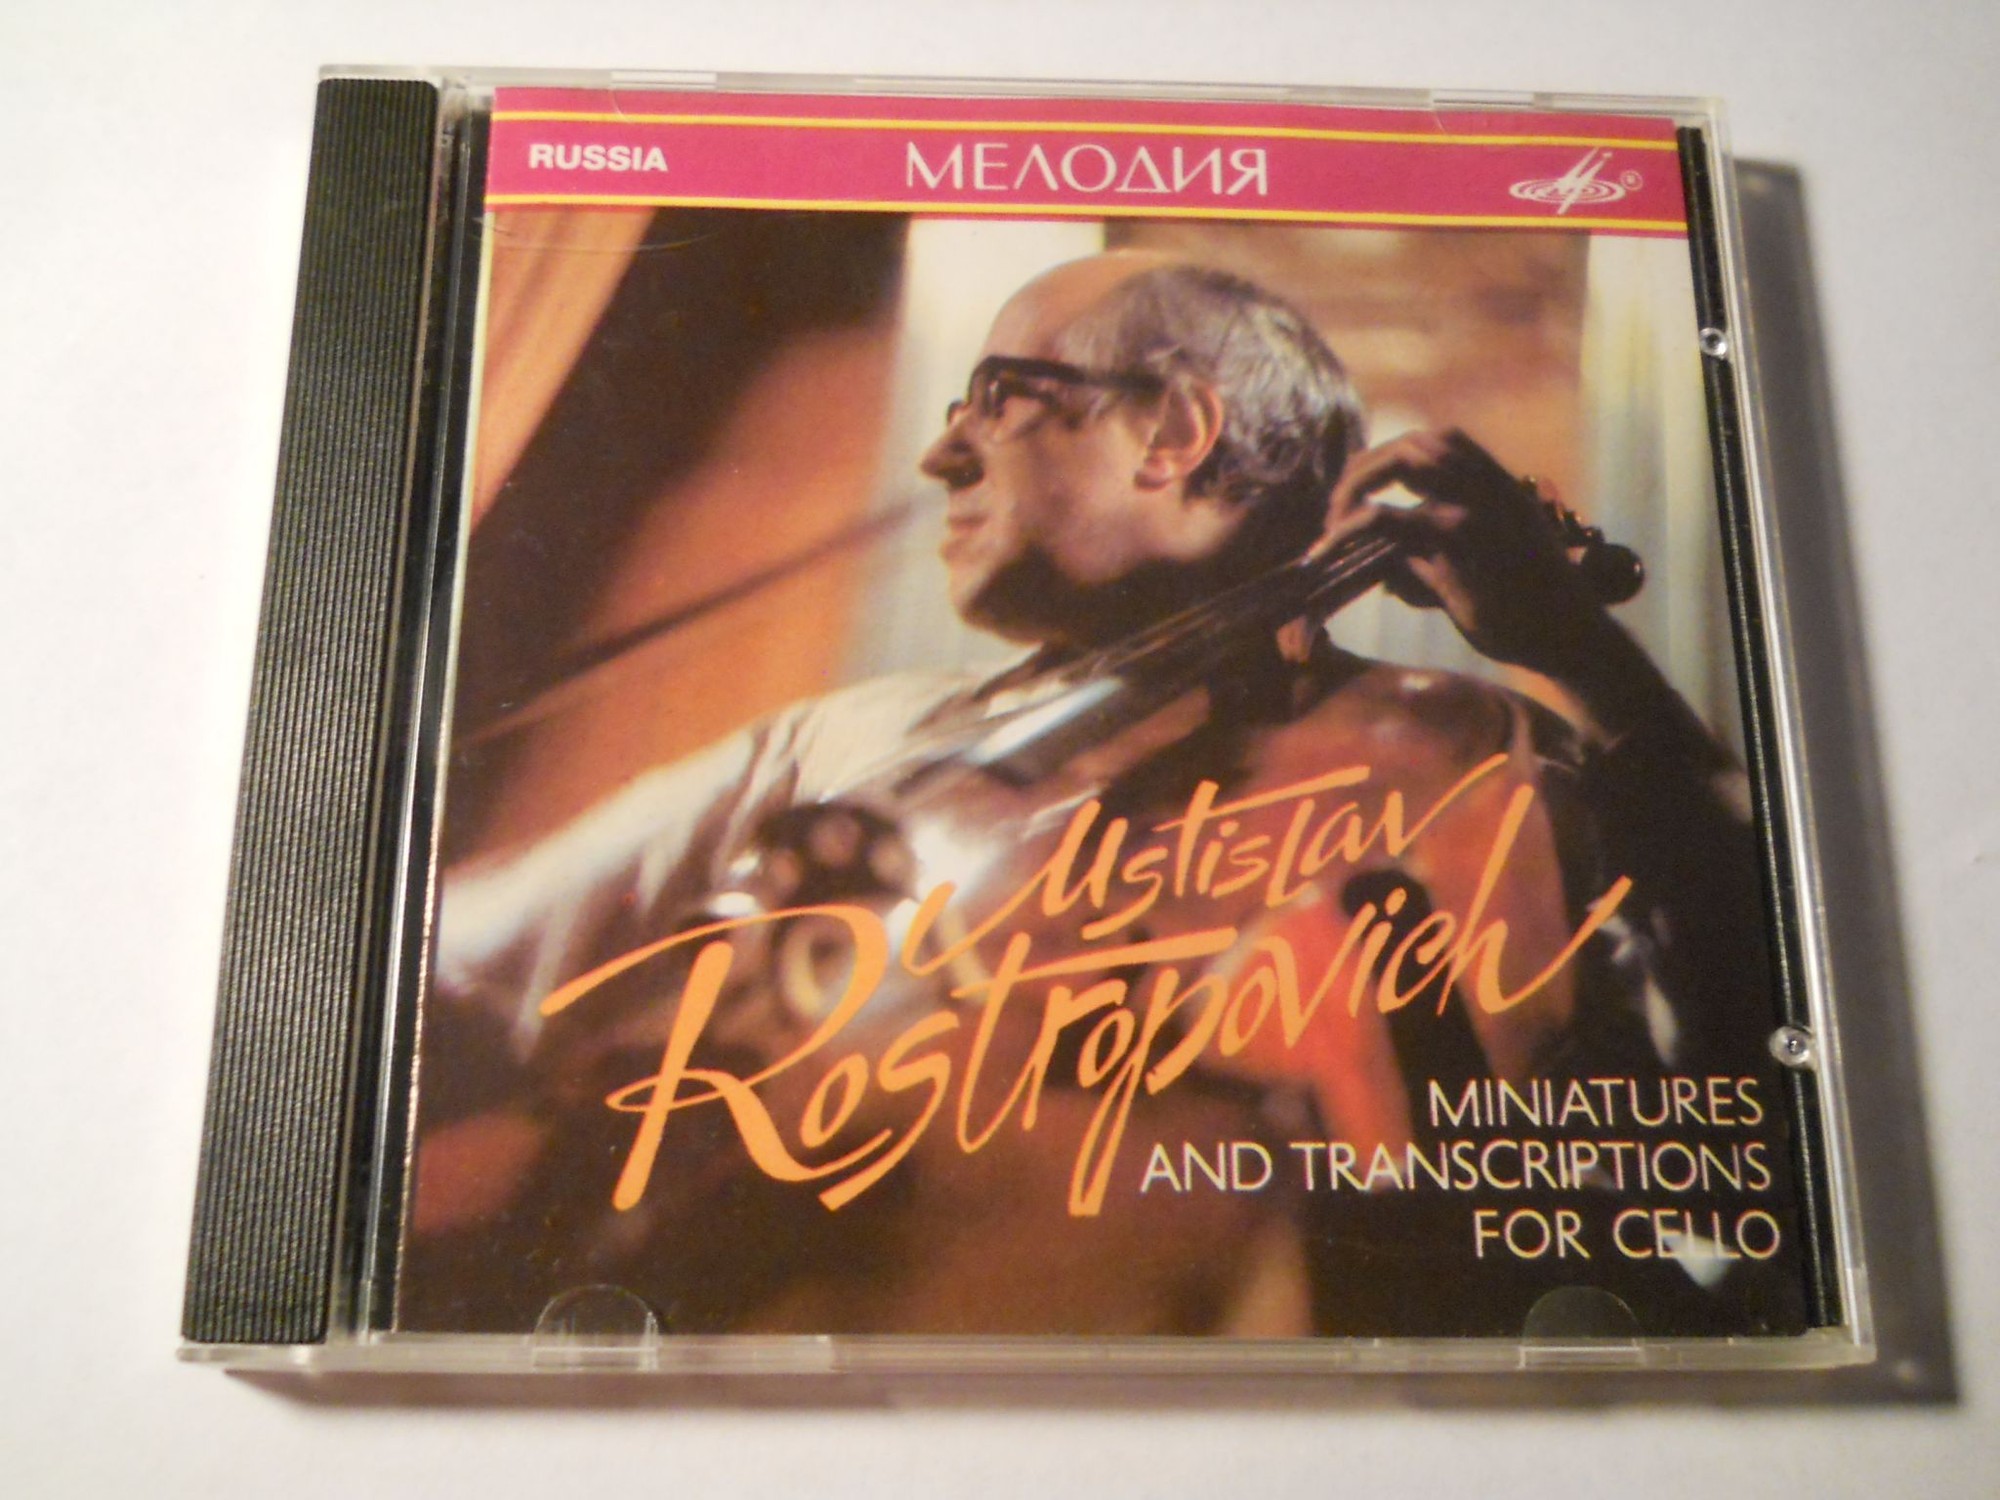 RUSSIA
МЕЛОДИЯ
®
Mstislav
Rostropovich
MINIATURES
AND TRANSCRIPTIONS
FOR CELLO